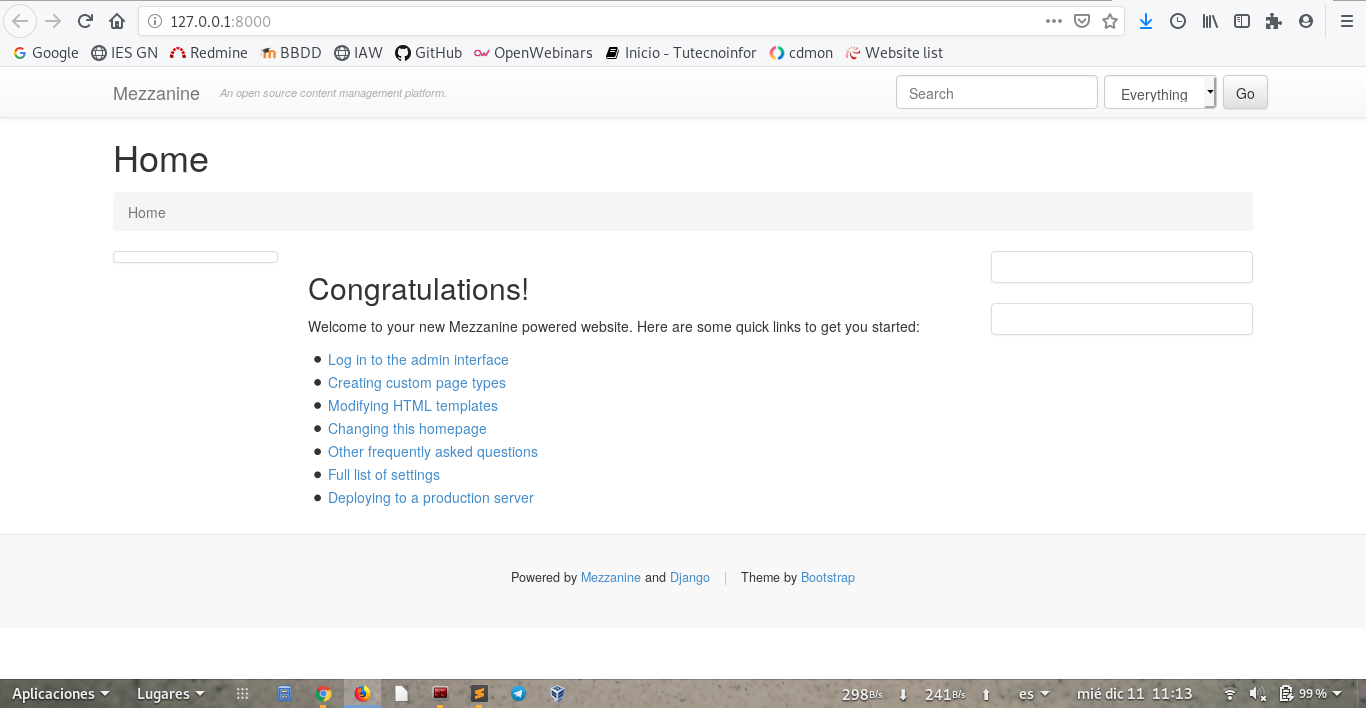 127.0.0.1:8000
Google IES GN Redmine BBDD IAW GitHub OpenWebinars Inicio - Tutecnoinfor cdmon Website list
Mezzanine An open source content management platform. Search Everything Go
Home
Home
Congratulations!
Welcome to your new Mezzanine powered website. Here are some quick links to get you started:
Log in to the admin interface
Creating custom page types
Modifying HTML templates
Changing this homepage
Other frequently asked questions
Full list of settings
Deploying to a production server
Powered by Mezzanine and Django | Theme by Bootstrap
Aplicaciones Lugares 298 B/s 241 B/s es mié dic 11 11:13 99 %